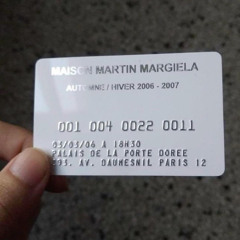 MAISON MARTIN MARGIELA
AUTOMNE / HIVER 2006 - 2007
001 004 0022 0011
03/03/06 A 18H30
PALAIS DE LA PORTE DOREE
293, AV. DAUMESNIL PARIS 12